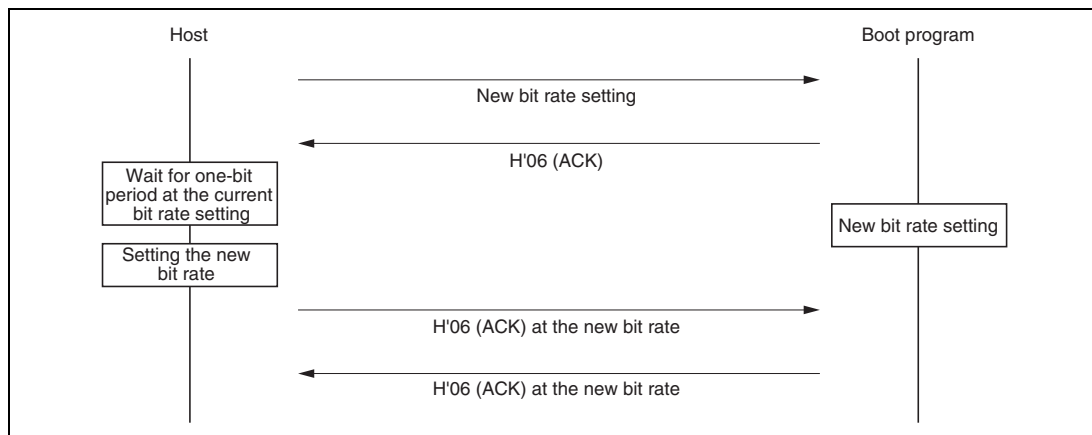 Host
Boot program
New bit rate setting
H'06 (ACK)
Wait for one-bit
period at the current
bit rate setting
New bit rate setting
Setting the new
bit rate
H'06 (ACK) at the new bit rate
H'06 (ACK) at the new bit rate